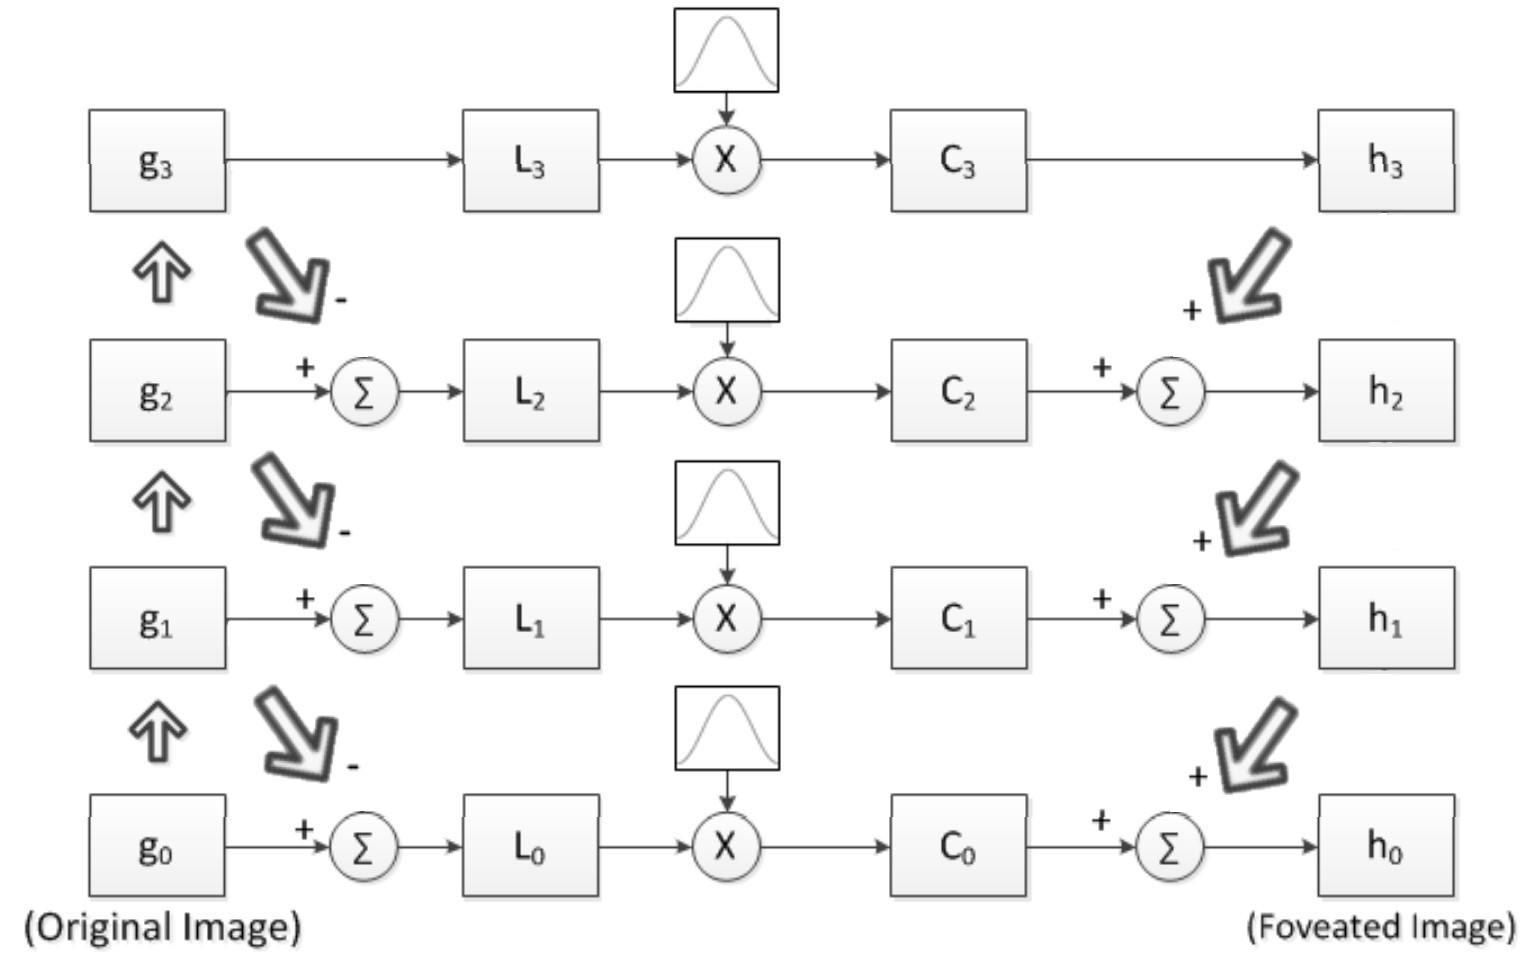 g₃ L₃ X C₃ h₃
- +
g₂ + Σ L₂ X C₂ + Σ h₂
- +
g₁ + Σ L₁ X C₁ + Σ h₁
- +
g₀ + Σ L₀ X C₀ + Σ h₀
(Original Image) (Foveated Image)